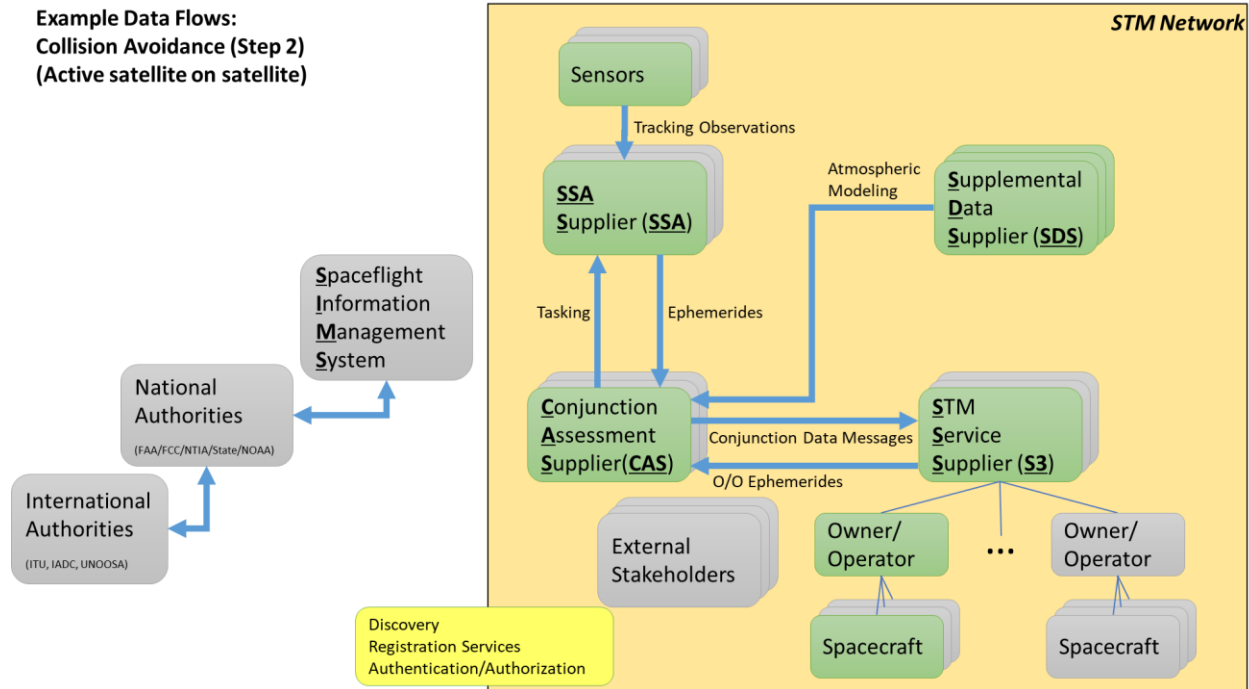 Example Data Flows:
Collision Avoidance (Step 2)
(Active satellite on satellite)
STM Network
Sensors
Tracking Observations
SSA
Supplier (SSA)
Atmospheric
Modeling
Supplemental
Data
Supplier (SDS)
Spaceflight
Information
Management
System
Tasking
Ephemerides
National
Authorities
(FAA/FCC/NTIA/State/NOAA)
International
Authorities
(ITU, IADC, UNOOSA)
Conjunction
Assessment
Supplier(CAS)
Conjunction Data Messages
O/O Ephemerides
STM
Service
Supplier (S3)
External
Stakeholders
Owner/
Operator
...
Owner/
Operator
Spacecraft
Spacecraft
Discovery
Registration Services
Authentication/Authorization